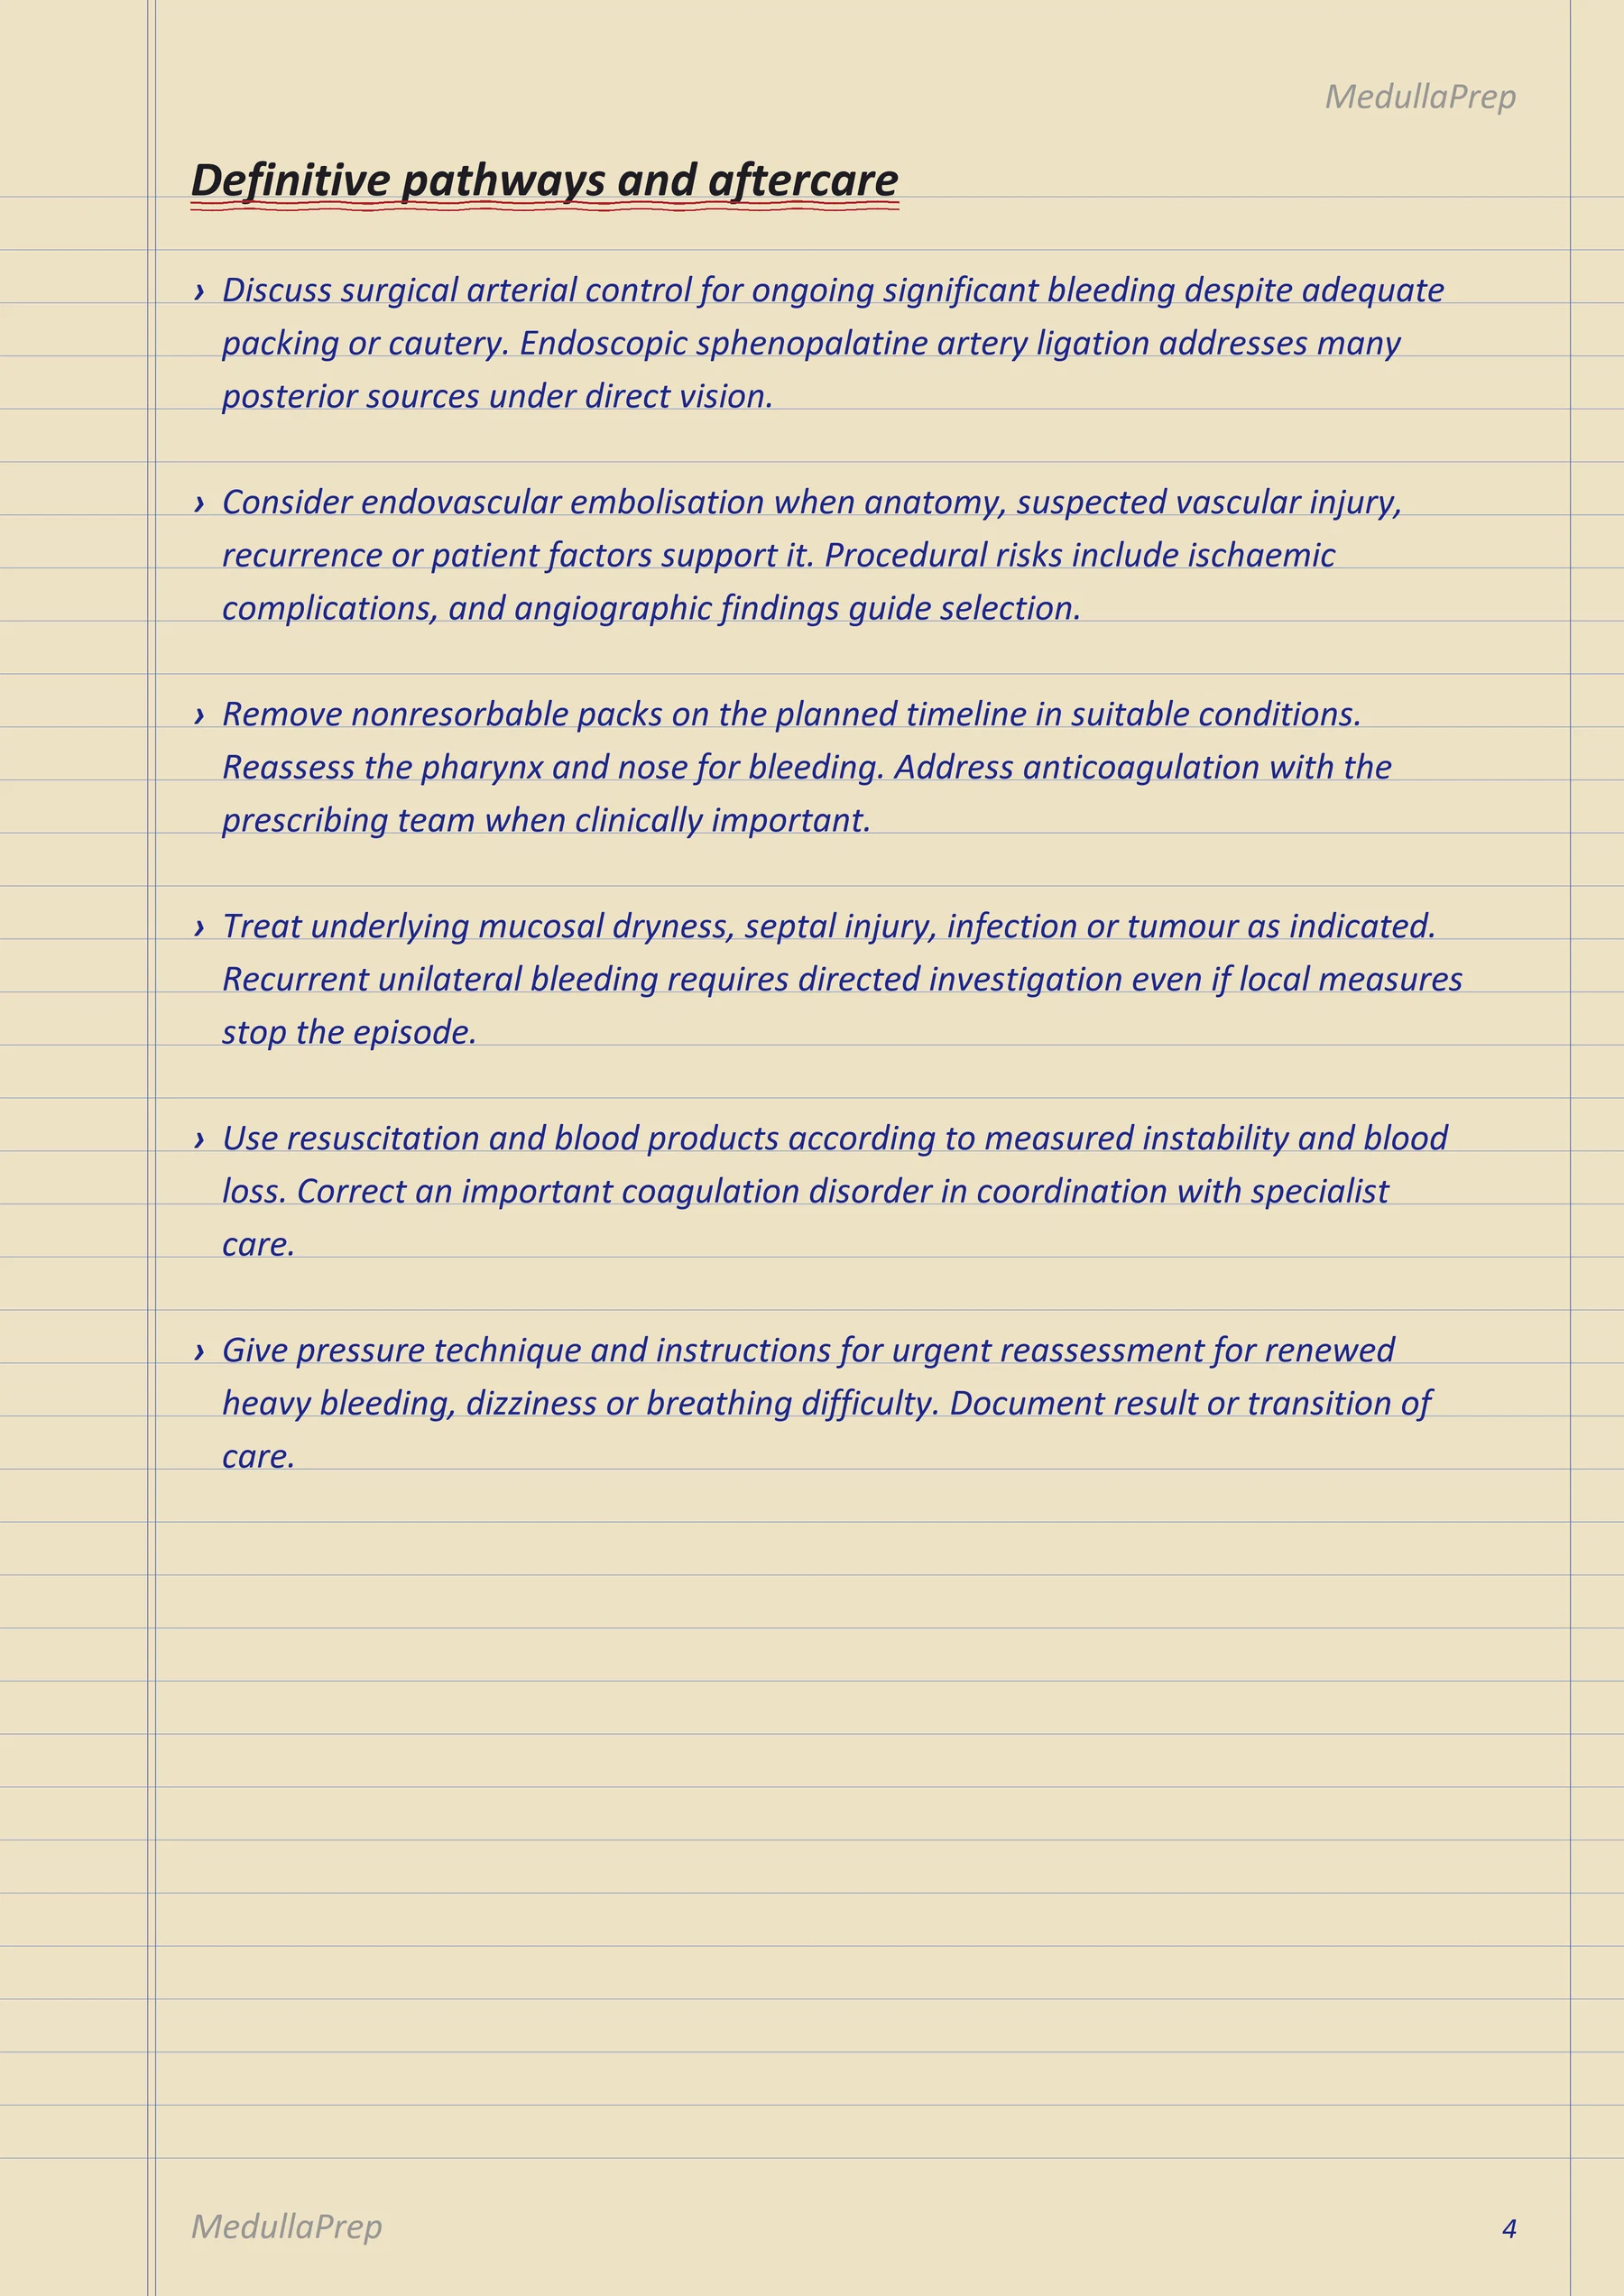 MedullaPrep
Definitive pathways and aftercare
› Discuss surgical arterial control for ongoing significant bleeding despite adequate
packing or cautery. Endoscopic sphenopalatine artery ligation addresses many
posterior sources under direct vision.
› Consider endovascular embolisation when anatomy, suspected vascular injury,
recurrence or patient factors support it. Procedural risks include ischaemic
complications, and angiographic findings guide selection.
› Remove nonresorbable packs on the planned timeline in suitable conditions.
Reassess the pharynx and nose for bleeding. Address anticoagulation with the
prescribing team when clinically important.
› Treat underlying mucosal dryness, septal injury, infection or tumour as indicated.
Recurrent unilateral bleeding requires directed investigation even if local measures
stop the episode.
› Use resuscitation and blood products according to measured instability and blood
loss. Correct an important coagulation disorder in coordination with specialist
care.
› Give pressure technique and instructions for urgent reassessment for renewed
heavy bleeding, dizziness or breathing difficulty. Document result or transition of
care.
MedullaPrep
4